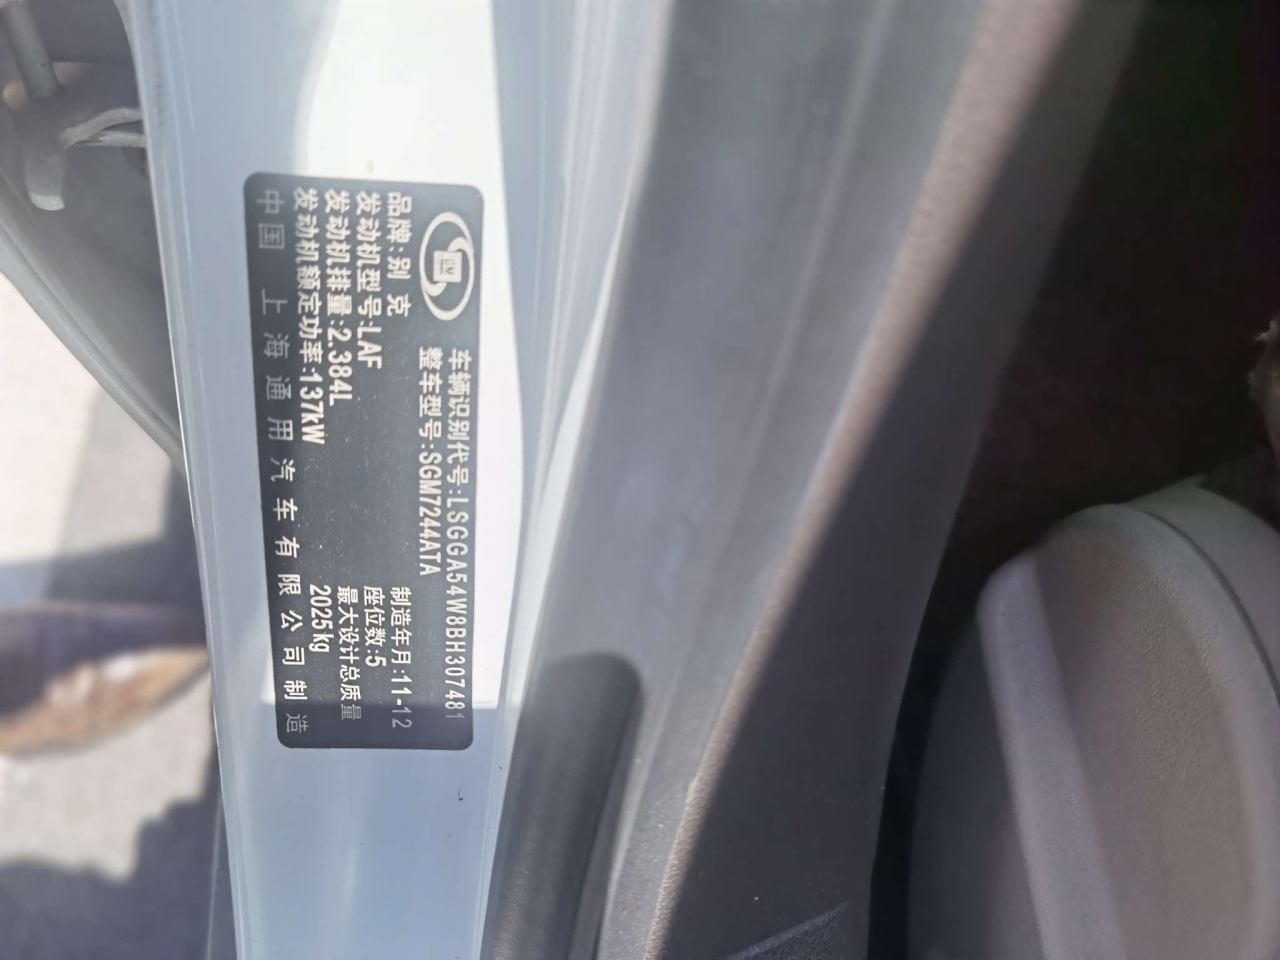 GM
车辆识别代号:LSGGA54W8BH307481
整车型号:SGM7244ATA
品牌:别 克
制造年月:11-12
发动机型号:LAF
座位数:5
发动机排量:2.384L
最大设计总质量
发动机额定功率:137kW
2025kg
中国 上海通用汽车有限公司制造